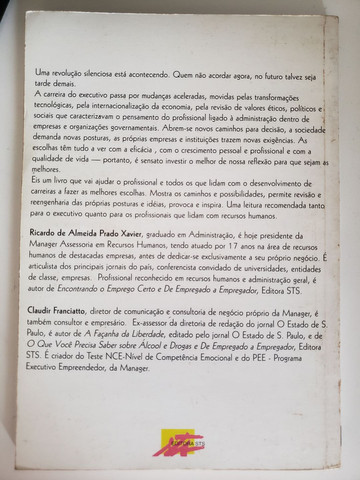 Uma revolução silenciosa está acontecendo. Quem não acordar agora, no futuro talvez seja
tarde demais.
A carreira do executivo passa por mudanças aceleradas, movidas pelas transformações
tecnológicas, pela internacionalização da economia, pela revisão de valores éticos, políticos e
sociais que caracterizavam o pensamento do profissional ligado à administração dentro de
empresas e organizações governamentais. Abrem-se novos caminhos para decisão, a sociedade
demanda novas posturas, as próprias empresas e instituições trazem novas exigências. As
escolhas têm tudo a ver com a eficácia , com o crescimento pessoal e profissional e com a
qualidade de vida — portanto, é sensato investir o melhor de nossa reflexão para que sejam as
melhores.
Eis um livro que vai ajudar o profissional e todos os que lidam com o desenvolvimento de
carreiras a fazer as melhores escolhas. Mostra os caminhos e possibilidades, permite revisão e
reengenharia das próprias posturas e idéias, provoca e inspira. Uma leitura recomendada tanto
para o executivo quanto para os profissionais que lidam com recursos humanos.
Ricardo de Almeida Prado Xavier, graduado em Administração, é hoje presidente da
Manager Assessoria em Recursos Humanos, tendo atuado por 17 anos na área de recursos
humanos de destacadas empresas, antes de dedicar-se exclusivamente a seu próprio negócio. É
articulista dos principais jornais do país, conferencista convidado de universidades, entidades
de classe, empresas. Profissional reconhecido em recursos humanos e administração geral, é
autor de Encontrando o Emprego Certo e De Empregado a Empregador, Editora STS.
Claudir Franciatto, diretor de comunicação e consultoria de negócio próprio da Manager, é
também consultor e empresário. Ex-assessor da diretoria de redação do jornal O Estado de S.
Paulo, é autor de A Façanha da Liberdade, editado pelo jornal O Estado de S. Paulo, e de
O Que Você Precisa Saber sobre Álcool e Drogas e De Empregado a Empregador, Editora
STS. É criador do Teste NCE-Nível de Competência Emocional e do PEE - Programa
Executivo Empreendedor, da Manager.
EDITORA STS